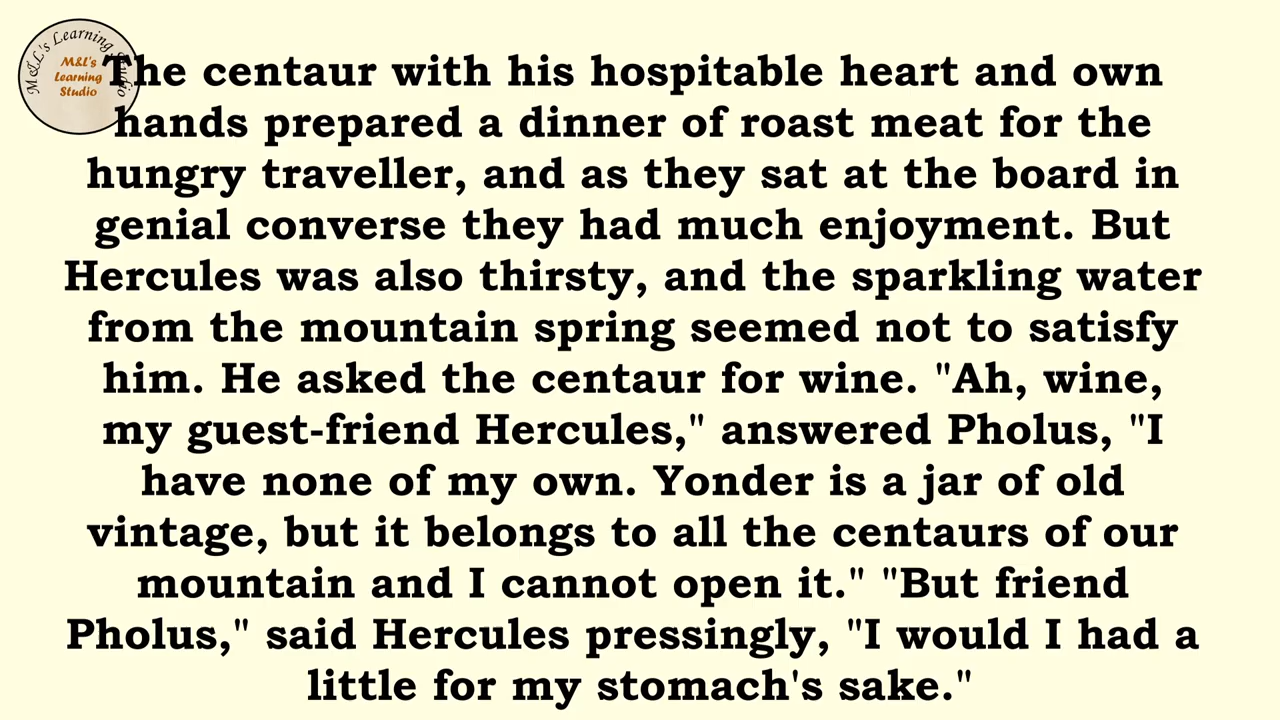 M&L's Learning Studio
M&L's
Learning
Studio
The centaur with his hospitable heart and own
hands prepared a dinner of roast meat for the
hungry traveller, and as they sat at the board in
genial converse they had much enjoyment. But
Hercules was also thirsty, and the sparkling water
from the mountain spring seemed not to satisfy
him. He asked the centaur for wine. "Ah, wine,
my guest-friend Hercules," answered Pholus, "I
have none of my own. Yonder is a jar of old
vintage, but it belongs to all the centaurs of our
mountain and I cannot open it." "But friend
Pholus," said Hercules pressingly, "I would I had a
little for my stomach's sake."